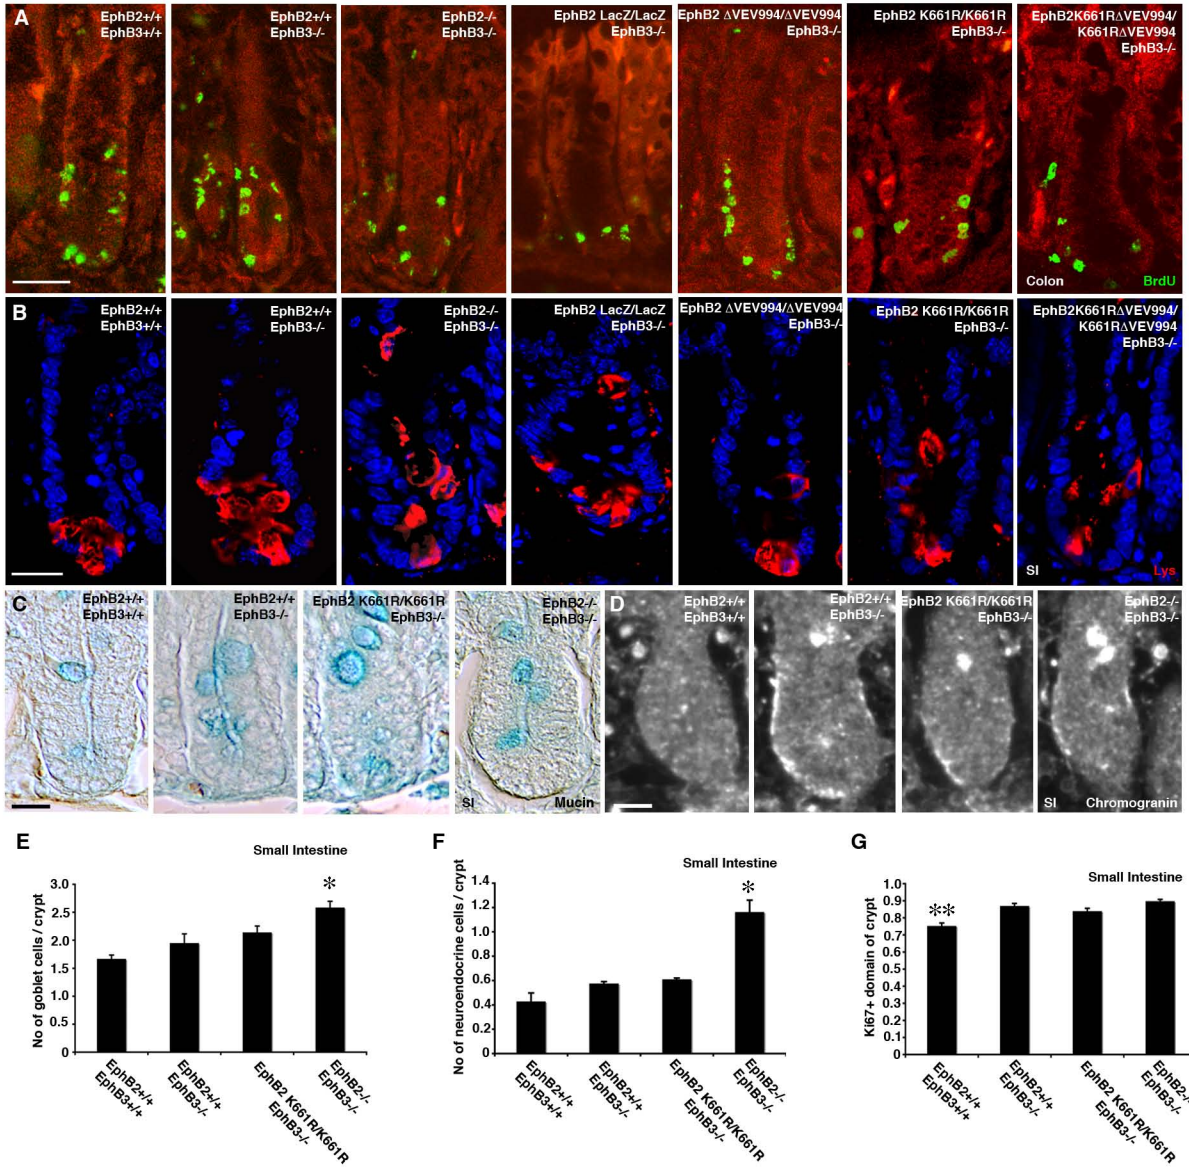 A
EphB2+/+
EphB3+/+
EphB2+/+
EphB3-/-
EphB2-/-
EphB3-/-
EphB2 LacZ/LacZ
EphB3-/-
EphB2 ΔVEV994/ΔVEV994
EphB3-/-
EphB2 K661R/K661R
EphB3-/-
EphB2K661RΔVEV994/
K661RΔVEV994
EphB3-/-
Colon
BrdU
B
EphB2+/+
EphB3+/+
EphB2+/+
EphB3-/-
EphB2-/-
EphB3-/-
EphB2 LacZ/LacZ
EphB3-/-
EphB2 ΔVEV994/ΔVEV994
EphB3-/-
EphB2 K661R/K661R
EphB3-/-
EphB2K661RΔVEV994/
K661RΔVEV994
EphB3-/-
SI
Lys
C
EphB2+/+
EphB3+/+
EphB2+/+
EphB3-/-
EphB2 K661R/K661R
EphB3-/-
EphB2-/-
EphB3-/-
SI
Mucin
D
EphB2+/+
EphB3+/+
EphB2+/+
EphB3-/-
EphB2 K661R/K661R
EphB3-/-
EphB2-/-
EphB3-/-
SI
Chromogranin
E
Small Intestine
No of goblet cells / crypt
3.0
2.5
2.0
1.5
1.0
0.5
0
*
EphB2+/+
EphB3+/+
EphB2+/+
EphB3-/-
EphB2 K661R/K661R
EphB3-/-
EphB2-/-
EphB3-/-
F
Small Intestine
No of neuroendocrine cells / crypt
1.4
1.2
1.0
0.8
0.6
0.4
0.2
0
*
EphB2+/+
EphB3+/+
EphB2+/+
EphB3-/-
EphB2 K661R/K661R
EphB3-/-
EphB2-/-
EphB3-/-
G
Small Intestine
Ki67+ domain of crypt
1.0
0.9
0.8
0.7
0.6
0.5
0.4
0.3
0.2
0.1
0
**
EphB2+/+
EphB3+/+
EphB2+/+
EphB3-/-
EphB2 K661R/K661R
EphB3-/-
EphB2-/-
EphB3-/-